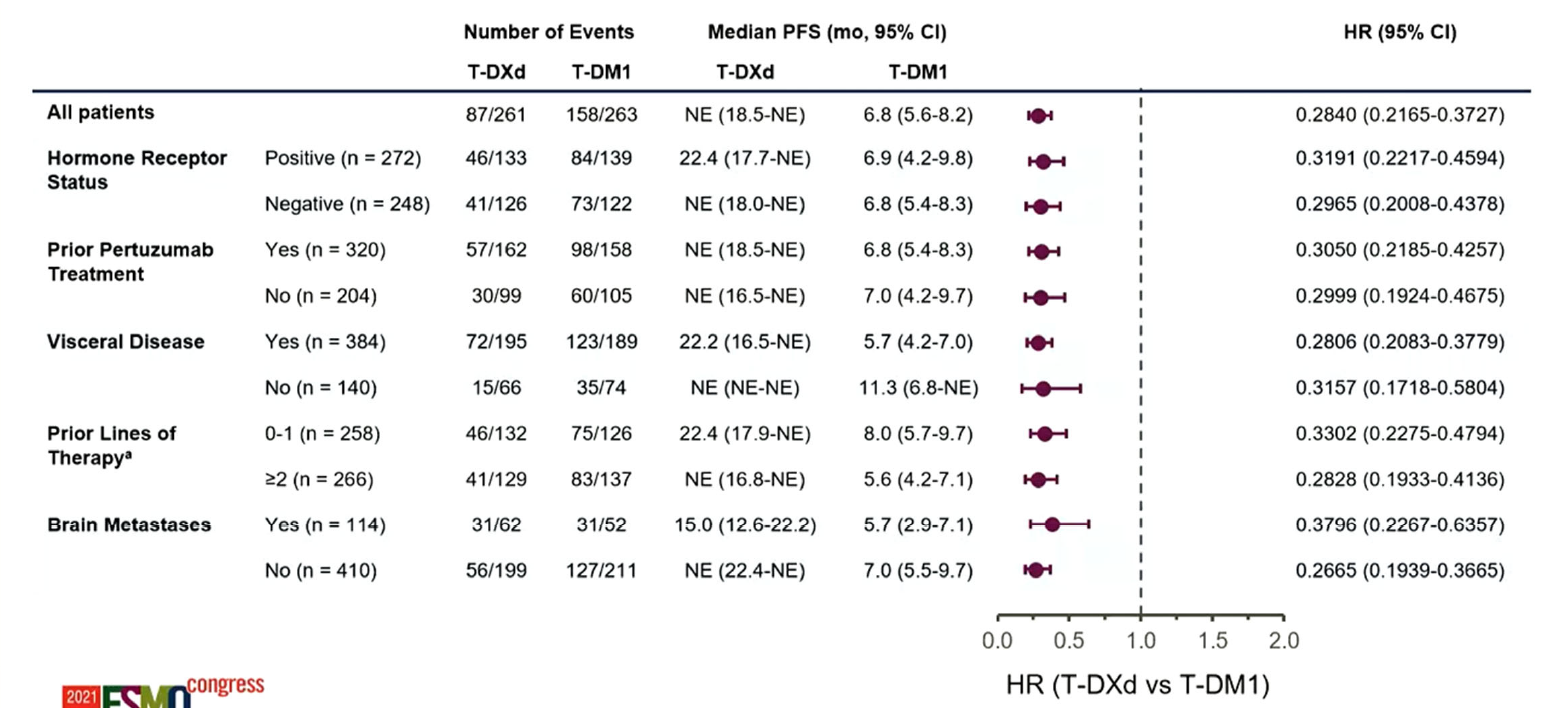 Number of Events Median PFS (mo, 95% CI) HR (95% CI)
T-DXd T-DM1 T-DXd T-DM1
All patients 87/261 158/263 NE (18.5-NE) 6.8 (5.6-8.2) 0.2840 (0.2165-0.3727)
Hormone Receptor Positive (n = 272) 46/133 84/139 22.4 (17.7-NE) 6.9 (4.2-9.8) 0.3191 (0.2217-0.4594)
Status
Negative (n = 248) 41/126 73/122 NE (18.0-NE) 6.8 (5.4-8.3) 0.2965 (0.2008-0.4378)
Prior Pertuzumab Yes (n = 320) 57/162 98/158 NE (18.5-NE) 6.8 (5.4-8.3) 0.3050 (0.2185-0.4257)
Treatment
No (n = 204) 30/99 60/105 NE (16.5-NE) 7.0 (4.2-9.7) 0.2999 (0.1924-0.4675)
Visceral Disease Yes (n = 384) 72/195 123/189 22.2 (16.5-NE) 5.7 (4.2-7.0) 0.2806 (0.2083-0.3779)
No (n = 140) 15/66 35/74 NE (NE-NE) 11.3 (6.8-NE) 0.3157 (0.1718-0.5804)
Prior Lines of 0-1 (n = 258) 46/132 75/126 22.4 (17.9-NE) 8.0 (5.7-9.7) 0.3302 (0.2275-0.4794)
Therapyᵃ
≥2 (n = 266) 41/129 83/137 NE (16.8-NE) 5.6 (4.2-7.1) 0.2828 (0.1933-0.4136)
Brain Metastases Yes (n = 114) 31/62 31/52 15.0 (12.6-22.2) 5.7 (2.9-7.1) 0.3796 (0.2267-0.6357)
No (n = 410) 56/199 127/211 NE (22.4-NE) 7.0 (5.5-9.7) 0.2665 (0.1939-0.3665)
0.0 0.5 1.0 1.5 2.0
HR (T-DXd vs T-DM1)
2021 ESMO congress